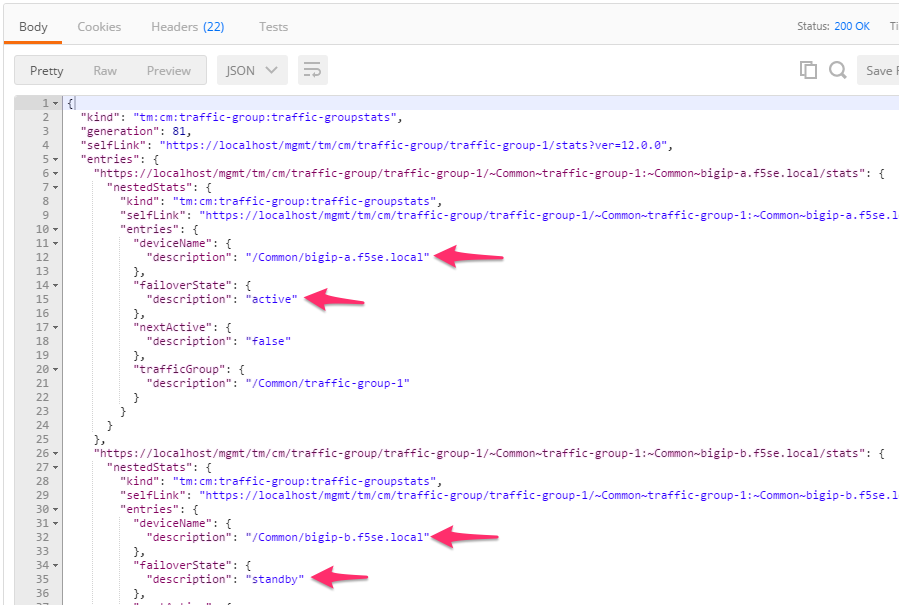 Body Cookies Headers (22) Tests Status: 200 OK Ti
Pretty Raw Preview JSON Save R
1 {
2 "kind": "tm:cm:traffic-group:traffic-groupstats",
3 "generation": 81,
4 "selfLink": "https://localhost/mgmt/tm/cm/traffic-group/traffic-group-1/stats?ver=12.0.0",
5 "entries": {
6 "https://localhost/mgmt/tm/cm/traffic-group/traffic-group-1/~Common~traffic-group-1:~Common~bigip-a.f5se.local/stats": {
7 "nestedStats": {
8 "kind": "tm:cm:traffic-group:traffic-groupstats",
9 "selfLink": "https://localhost/mgmt/tm/cm/traffic-group/traffic-group-1/~Common~traffic-group-1:~Common~bigip-a.f5se.l
10 "entries": {
11 "deviceName": {
12 "description": "/Common/bigip-a.f5se.local"
13 },
14 "failoverState": {
15 "description": "active"
16 },
17 "nextActive": {
18 "description": "false"
19 },
20 "trafficGroup": {
21 "description": "/Common/traffic-group-1"
22 }
23 }
24 }
25 },
26 "https://localhost/mgmt/tm/cm/traffic-group/traffic-group-1/~Common~traffic-group-1:~Common~bigip-b.f5se.local/stats": {
27 "nestedStats": {
28 "kind": "tm:cm:traffic-group:traffic-groupstats",
29 "selfLink": "https://localhost/mgmt/tm/cm/traffic-group/traffic-group-1/~Common~traffic-group-1:~Common~bigip-b.f5se.l
30 "entries": {
31 "deviceName": {
32 "description": "/Common/bigip-b.f5se.local"
33 },
34 "failoverState": {
35 "description": "standby"
36 },